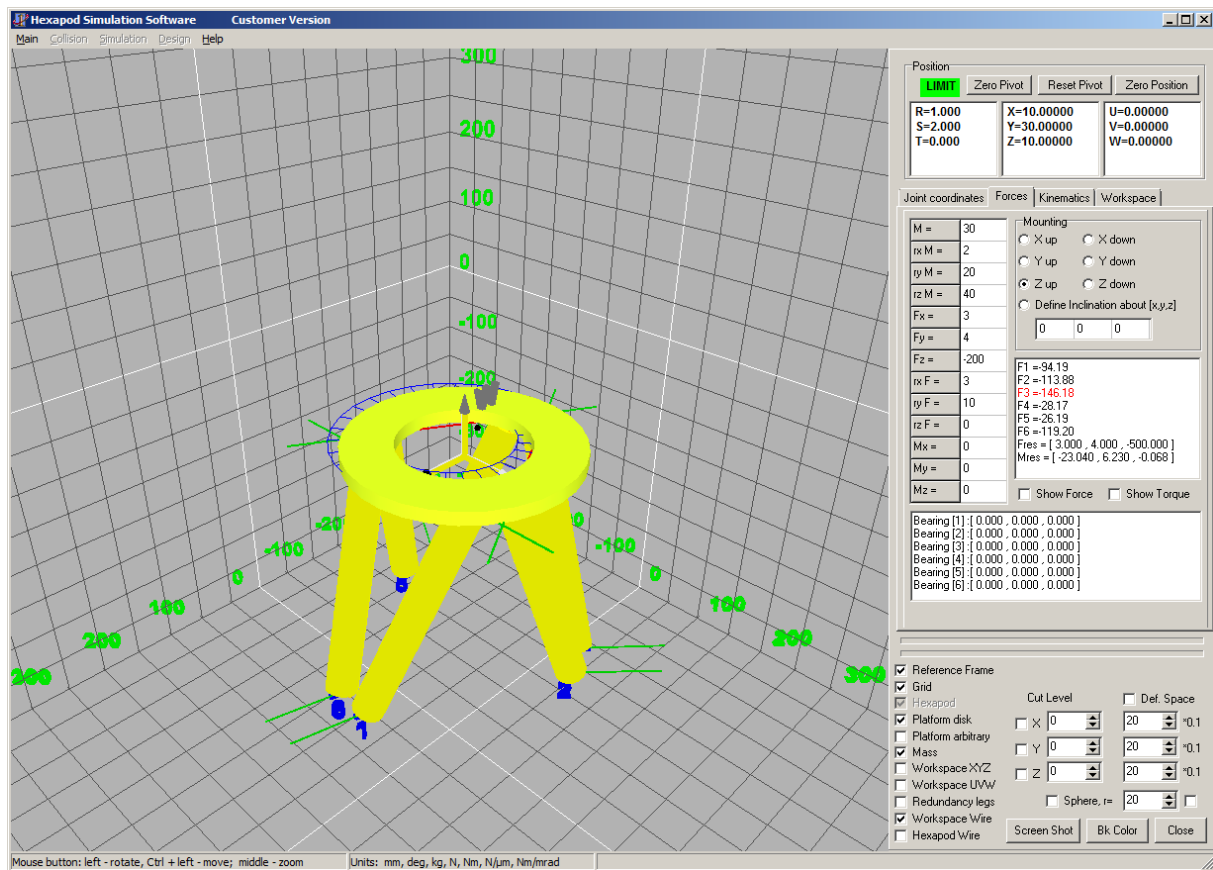 Hexapod Simulation Software Customer Version
Main Collision Simulation Design Help
300
200
100
0
-100
-200
-100
0
100
200
-100
0
100
200
300
6
1
2
Position
LIMIT Zero Pivot Reset Pivot Zero Position
R=1.000 X=10.00000 U=0.00000
S=2.000 Y=30.00000 V=0.00000
T=0.000 Z=10.00000 W=0.00000
Joint coordinates Forces Kinematics Workspace
M = 30
rx M = 2
ry M = 20
rz M = 40
Fx = 3
Fy = 4
Fz = -200
rx F = 3
ry F = 10
rz F = 0
Mx = 0
My = 0
Mz = 0
Mounting
X up X down
Y up Y down
Z up Z down
Define Inclination about [x,y,z]
0 0 0
F1 =-94.19
F2 =-113.88
F3 =-146.18
F4 =-28.17
F5 =-26.19
F6 =-119.20
Fres = [ 3.000 , 4.000 , -500.000 ]
Mres = [ -23.040 , 6.230 , -0.068 ]
Show Force Show Torque
Bearing [1] :[ 0.000 , 0.000 , 0.000 ]
Bearing [2] :[ 0.000 , 0.000 , 0.000 ]
Bearing [3] :[ 0.000 , 0.000 , 0.000 ]
Bearing [4] :[ 0.000 , 0.000 , 0.000 ]
Bearing [5] :[ 0.000 , 0.000 , 0.000 ]
Bearing [6] :[ 0.000 , 0.000 , 0.000 ]
Reference Frame
Grid
Hexapod
Platform disk
Platform arbitrary
Mass
Workspace XYZ
Workspace UVW
Redundancy legs
Workspace Wire
Hexapod Wire
Cut Level Def. Space
X 0 20 *0.1
Y 0 20 *0.1
Z 0 20 *0.1
Sphere, r= 20
Screen Shot Bk Color Close
Mouse button: left - rotate, Ctrl + left - move; middle - zoom Units: mm, deg, kg, N, Nm, N/µm, Nm/mrad